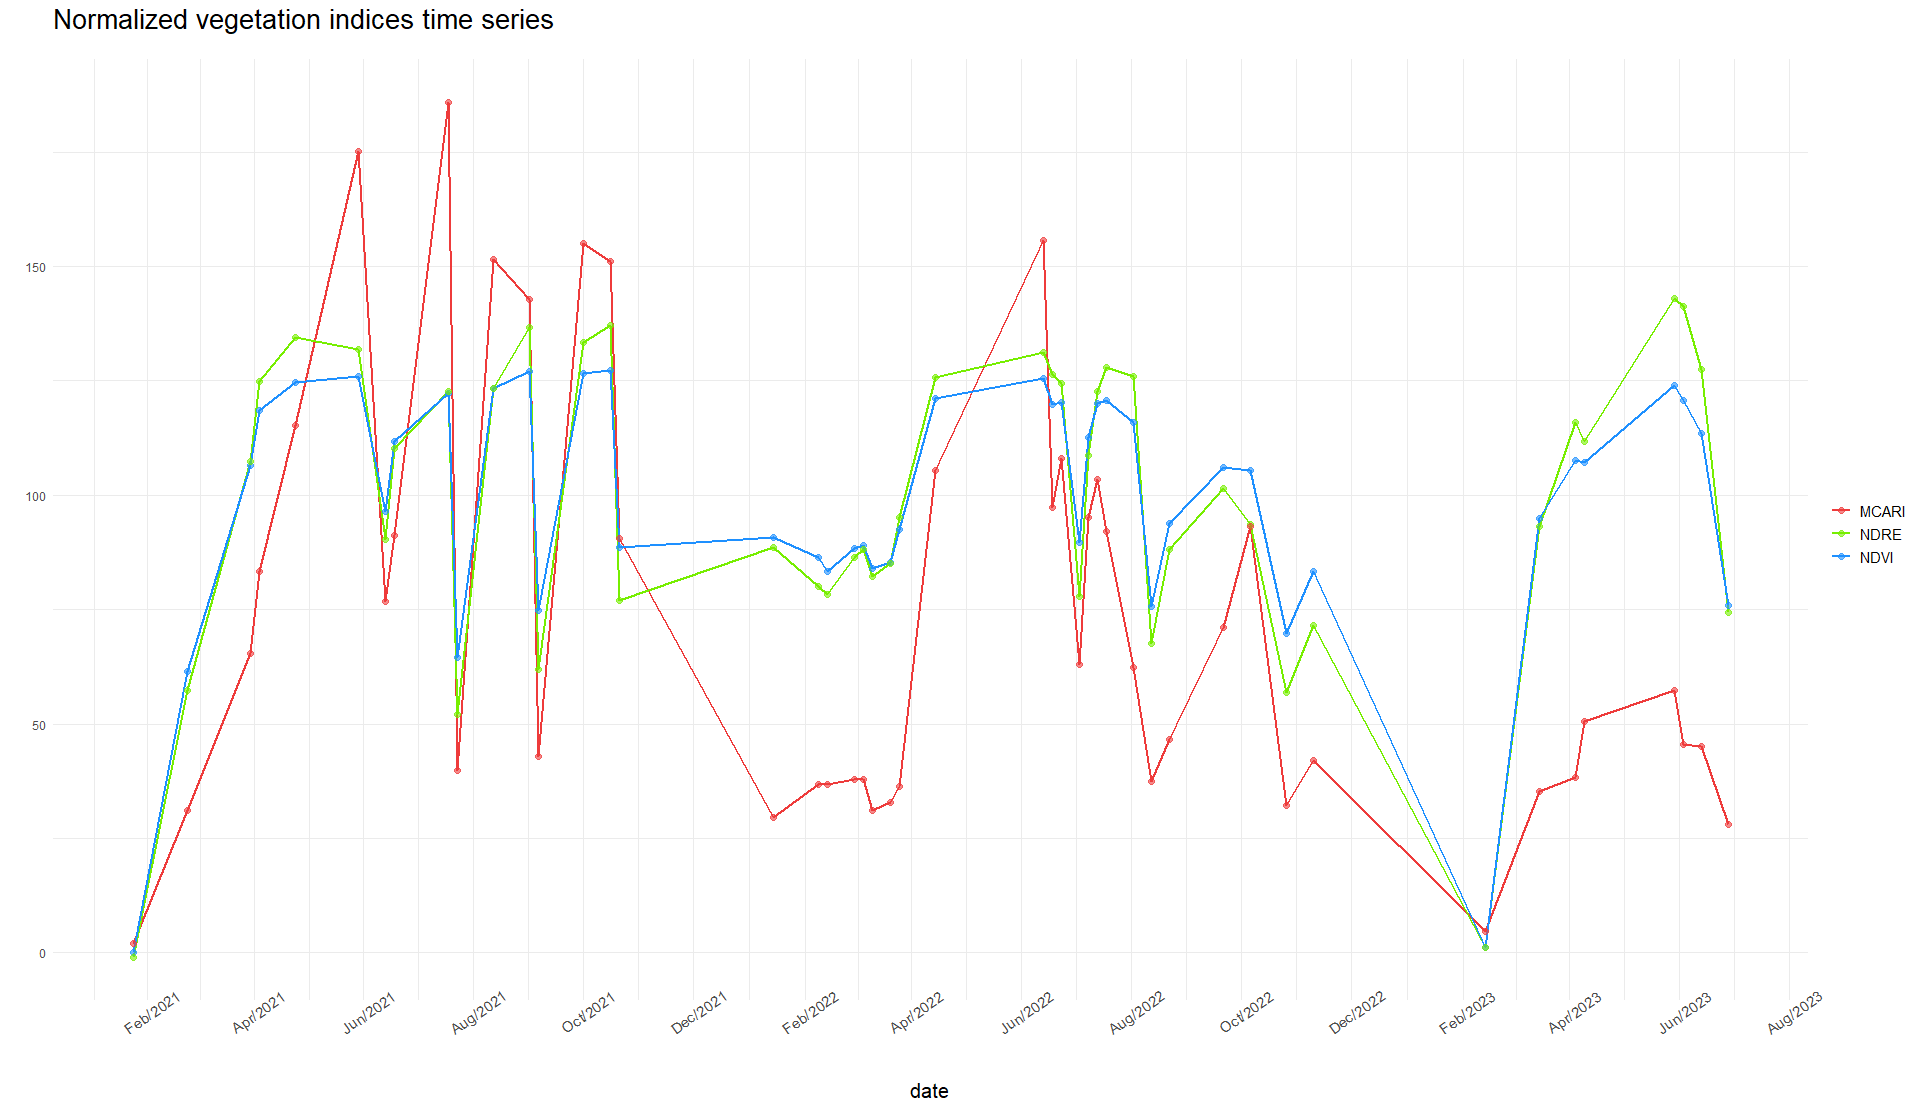 Normalized vegetation indices time series
150
100
50
0
MCARI
NDRE
NDVI
Feb/2021
Apr/2021
Jun/2021
Aug/2021
Oct/2021
Dec/2021
Feb/2022
Apr/2022
Jun/2022
Aug/2022
Oct/2022
Dec/2022
Feb/2023
Apr/2023
Jun/2023
Aug/2023
date